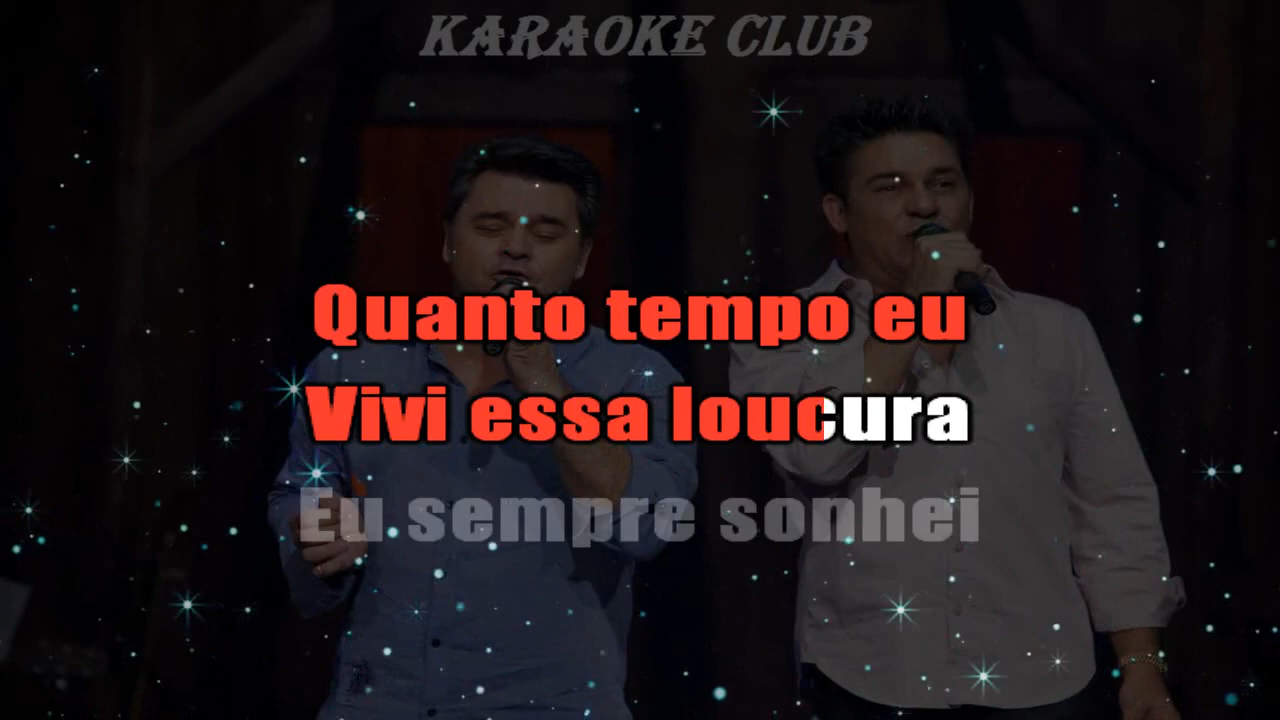 KARAOKE CLUB
Quanto tempo eu
Vivi essa loucura
Eu sempre sonhei